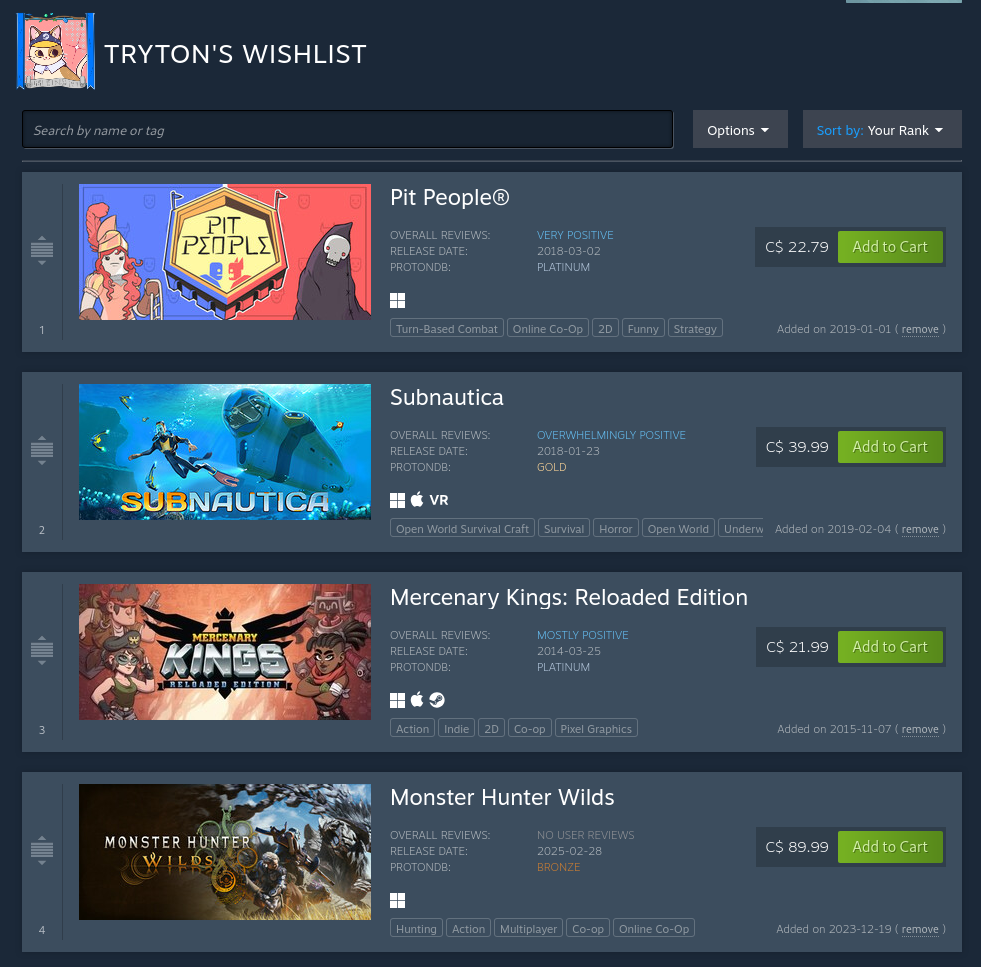 TRYTON'S WISHLIST
Search by name or tag
Options
Sort by: Your Rank
PIT
PEOPLE
Pit People®
OVERALL REVIEWS: VERY POSITIVE
RELEASE DATE: 2018-03-02
PROTONDB: PLATINUM
C$ 22.79 Add to Cart
1
Turn-Based Combat Online Co-Op 2D Funny Strategy
Added on 2019-01-01 ( remove )
SUBNAUTICA
Subnautica
OVERALL REVIEWS: OVERWHELMINGLY POSITIVE
RELEASE DATE: 2018-01-23
PROTONDB: GOLD
C$ 39.99 Add to Cart
VR
2
Open World Survival Craft Survival Horror Open World Underw
Added on 2019-02-04 ( remove )
MERCENARY
KINGS
RELOADED EDITION
Mercenary Kings: Reloaded Edition
OVERALL REVIEWS: MOSTLY POSITIVE
RELEASE DATE: 2014-03-25
PROTONDB: PLATINUM
C$ 21.99 Add to Cart
3
Action Indie 2D Co-op Pixel Graphics
Added on 2015-11-07 ( remove )
MONSTER HUNTER
WILDS
Monster Hunter Wilds
OVERALL REVIEWS: NO USER REVIEWS
RELEASE DATE: 2025-02-28
PROTONDB: BRONZE
C$ 89.99 Add to Cart
4
Hunting Action Multiplayer Co-op Online Co-Op
Added on 2023-12-19 ( remove )